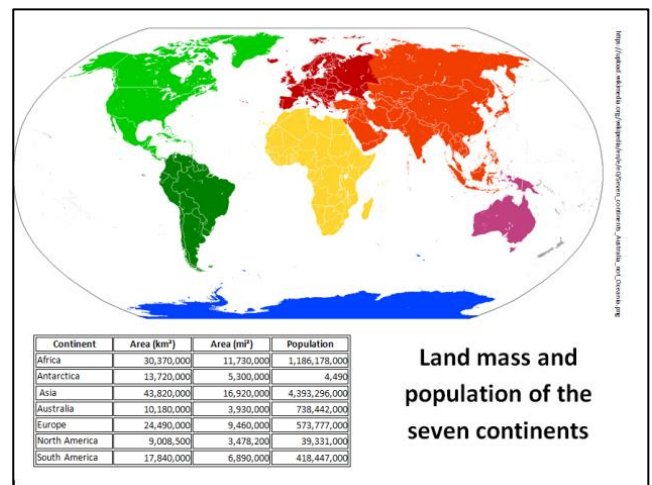 Continent Area (km²) Area (mi²) Population
Africa 30,370,000 11,730,000 1,186,178,000
Antarctica 13,720,000 5,300,000 4,490
Asia 43,820,000 16,920,000 4,393,296,000
Australia 10,180,000 3,930,000 738,442,000
Europe 24,490,000 9,460,000 573,777,000
North America 9,008,500 3,478,200 39,331,000
South America 17,840,000 6,890,000 418,447,000
Land mass and
population of the
seven continents